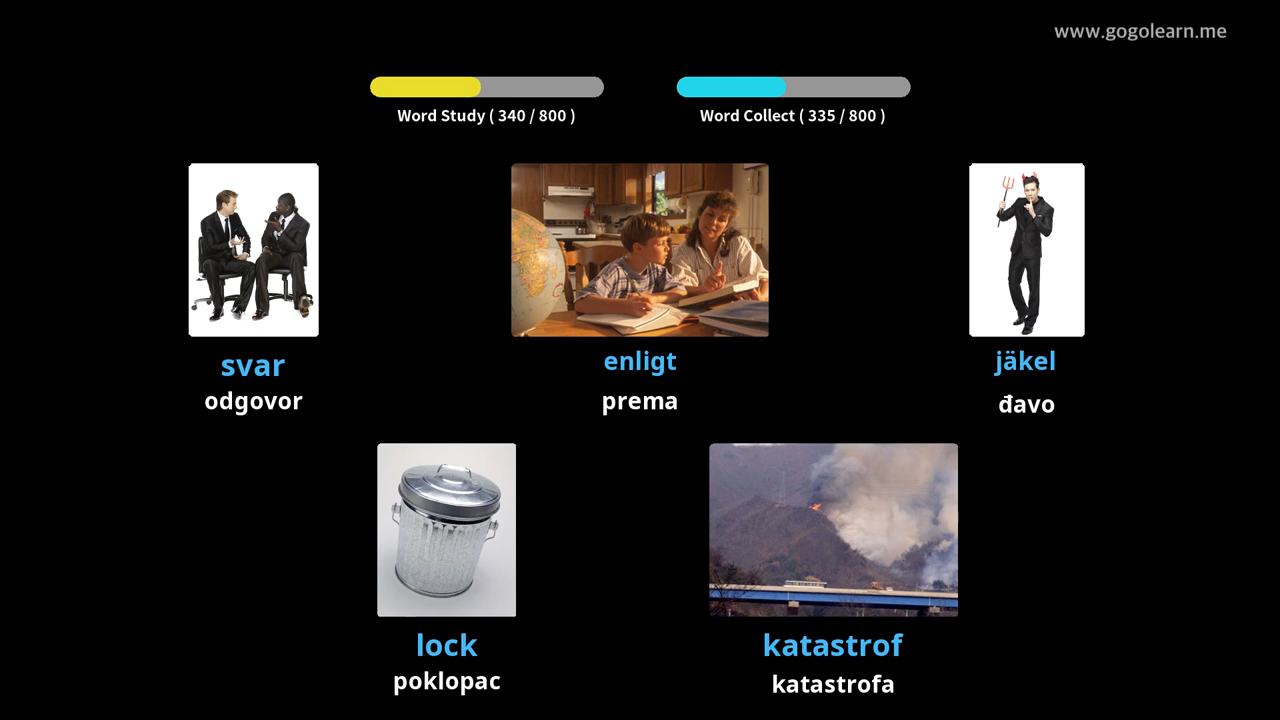 www.gogolearn.me
Word Study ( 340 / 800 )
Word Collect ( 335 / 800 )
svar
odgovor
enligt
prema
jäkel
đavo
lock
poklopac
katastrof
katastrofa